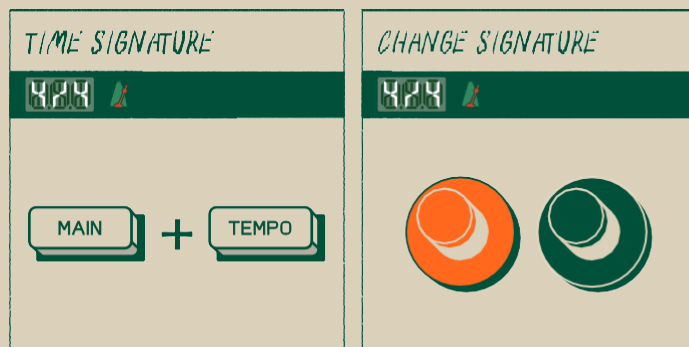 TIME SIGNATURE
4/4
MAIN + TEMPO
CHANGE SIGNATURE
4/4